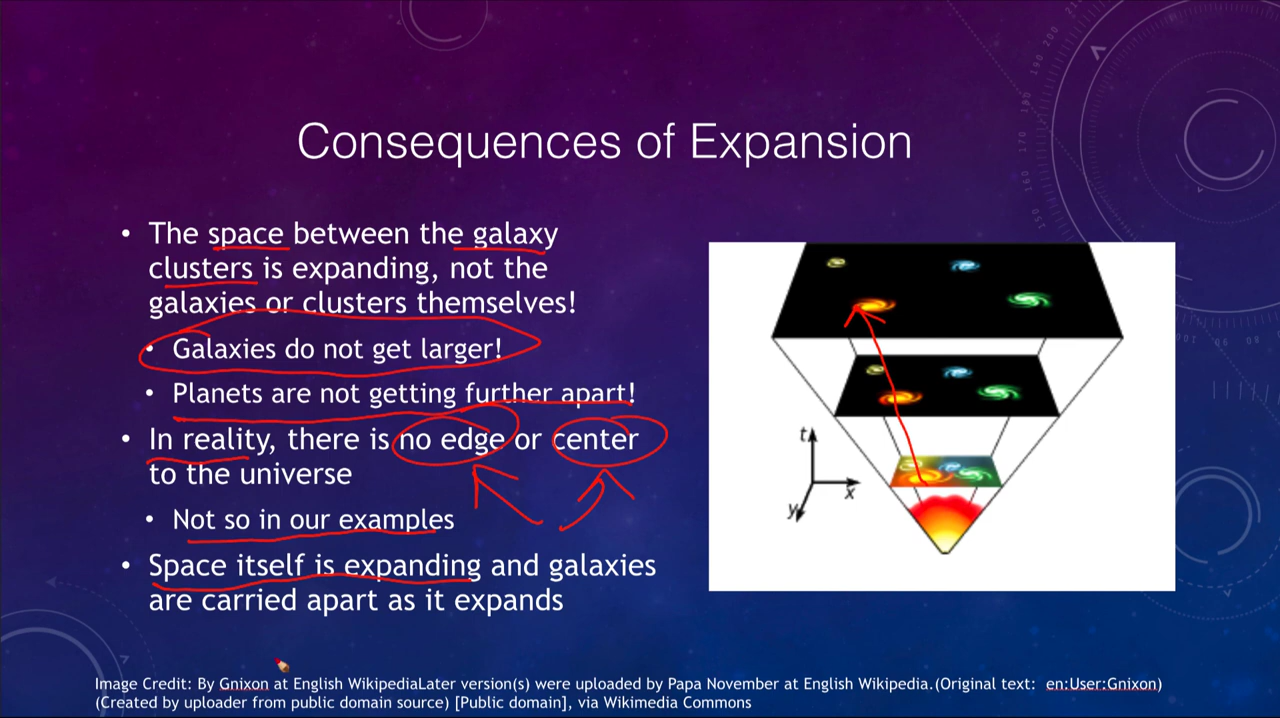 Consequences of Expansion
• The space between the galaxy
clusters is expanding, not the
galaxies or clusters themselves!
• Galaxies do not get larger!
• Planets are not getting further apart!
• In reality, there is no edge or center
to the universe
• Not so in our examples
• Space itself is expanding and galaxies
are carried apart as it expands
t
x
y
Image Credit: By Gnixon at English WikipediaLater version(s) were uploaded by Papa November at English Wikipedia.(Original text: en:User:Gnixon)
(Created by uploader from public domain source) [Public domain], via Wikimedia Commons